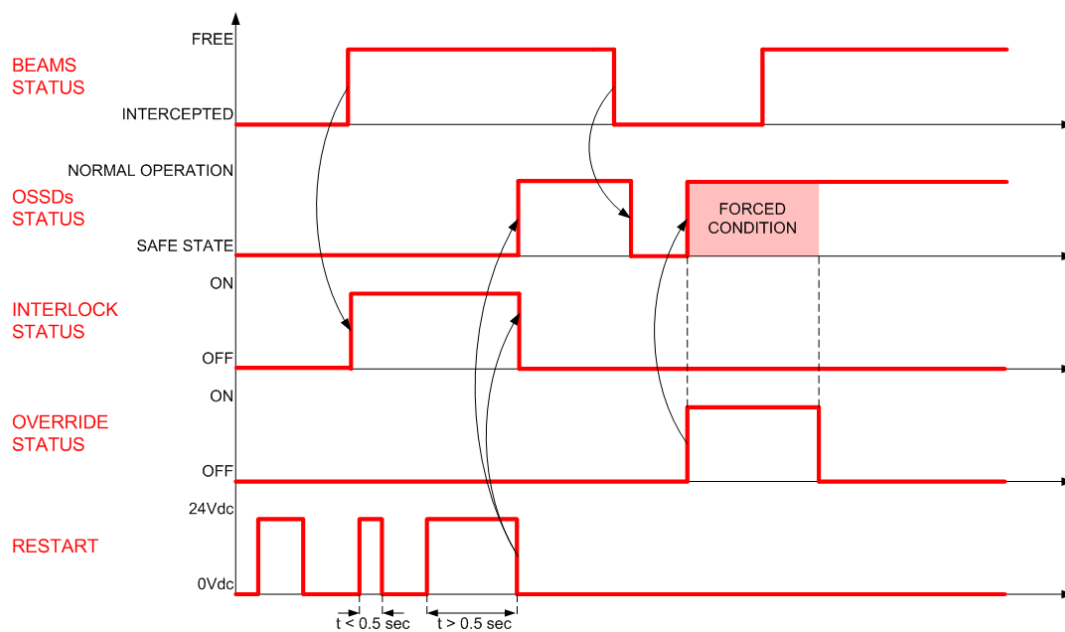 FREE
BEAMS
STATUS
INTERCEPTED
NORMAL OPERATION
OSSDs
STATUS
FORCED
CONDITION
SAFE STATE
ON
INTERLOCK
STATUS
OFF
ON
OVERRIDE
STATUS
OFF
24Vdc
RESTART
0Vdc
t < 0.5 sec
t > 0.5 sec